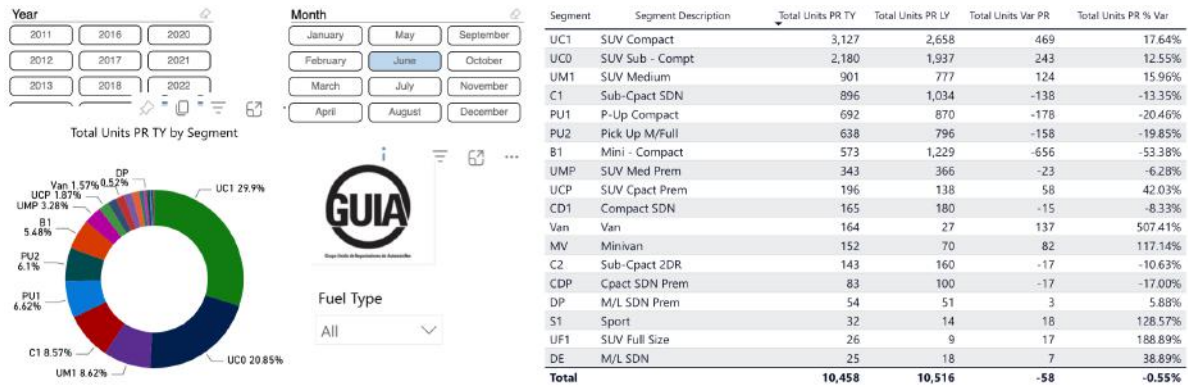 Year
2011 2016 2020
2012 2017 2021
2013 2018 2022
Month
January May September
February June October
March July November
April August December
Total Units PR TY by Segment
DP
0.52%
Van 1.57%
UCP 1.87%
UMP 3.28%
B1
5.48%
PU2
6.1%
PU1
6.62%
C1 8.57%
UM1 8.62%
UC0 20.85%
UC1 29.9%
GUIA
Grupo Unido de Importadores de Automóviles
Fuel Type
All
Segment Segment Description Total Units PR TY Total Units PR LY Total Units Var PR Total Units PR % Var
UC1 SUV Compact 3,127 2,658 469 17.64%
UC0 SUV Sub - Compt 2,180 1,937 243 12.55%
UM1 SUV Medium 901 777 124 15.96%
C1 Sub-Cpact SDN 896 1,034 -138 -13.35%
PU1 P-Up Compact 692 870 -178 -20.46%
PU2 Pick Up M/Full 638 796 -158 -19.85%
B1 Mini - Compact 573 1,229 -656 -53.38%
UMP SUV Med Prem 343 366 -23 -6.28%
UCP SUV Cpact Prem 196 138 58 42.03%
CD1 Compact SDN 165 180 -15 -8.33%
Van Van 164 27 137 507.41%
MV Minivan 152 70 82 117.14%
C2 Sub-Cpact 2DR 143 160 -17 -10.63%
CDP Cpact SDN Prem 83 100 -17 -17.00%
DP M/L SDN Prem 54 51 3 5.88%
S1 Sport 32 14 18 128.57%
UF1 SUV Full Size 26 9 17 188.89%
DE M/L SDN 25 18 7 38.89%
Total 10,458 10,516 -58 -0.55%